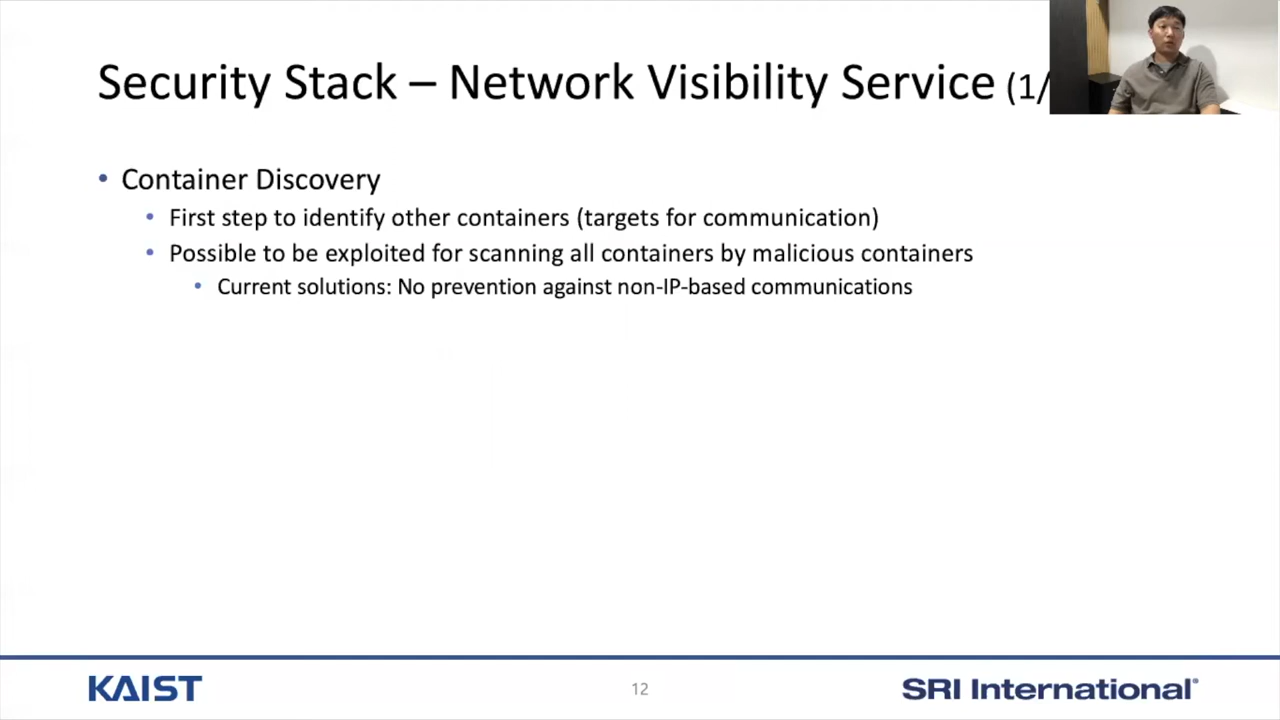 Security Stack – Network Visibility Service (1/
• Container Discovery
• First step to identify other containers (targets for communication)
• Possible to be exploited for scanning all containers by malicious containers
• Current solutions: No prevention against non-IP-based communications
KAIST
12
SRI International®